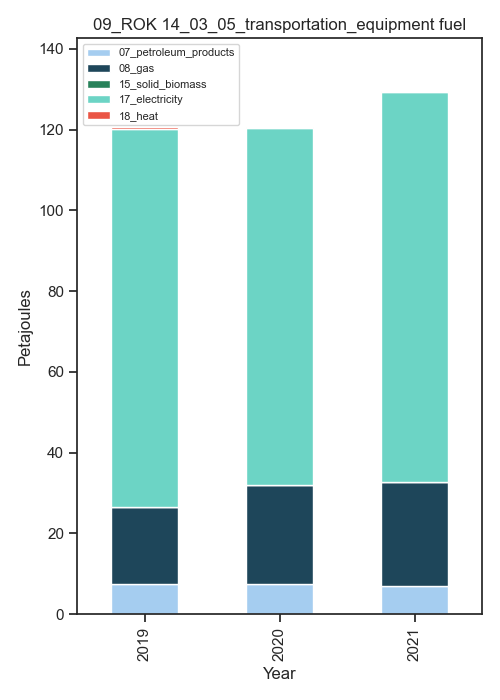 09_ROK 14_03_05_transportation_equipment fuel
140
120
100
80
60
40
20
0
Petajoules
07_petroleum_products
08_gas
15_solid_biomass
17_electricity
18_heat
2019
2020
2021
Year